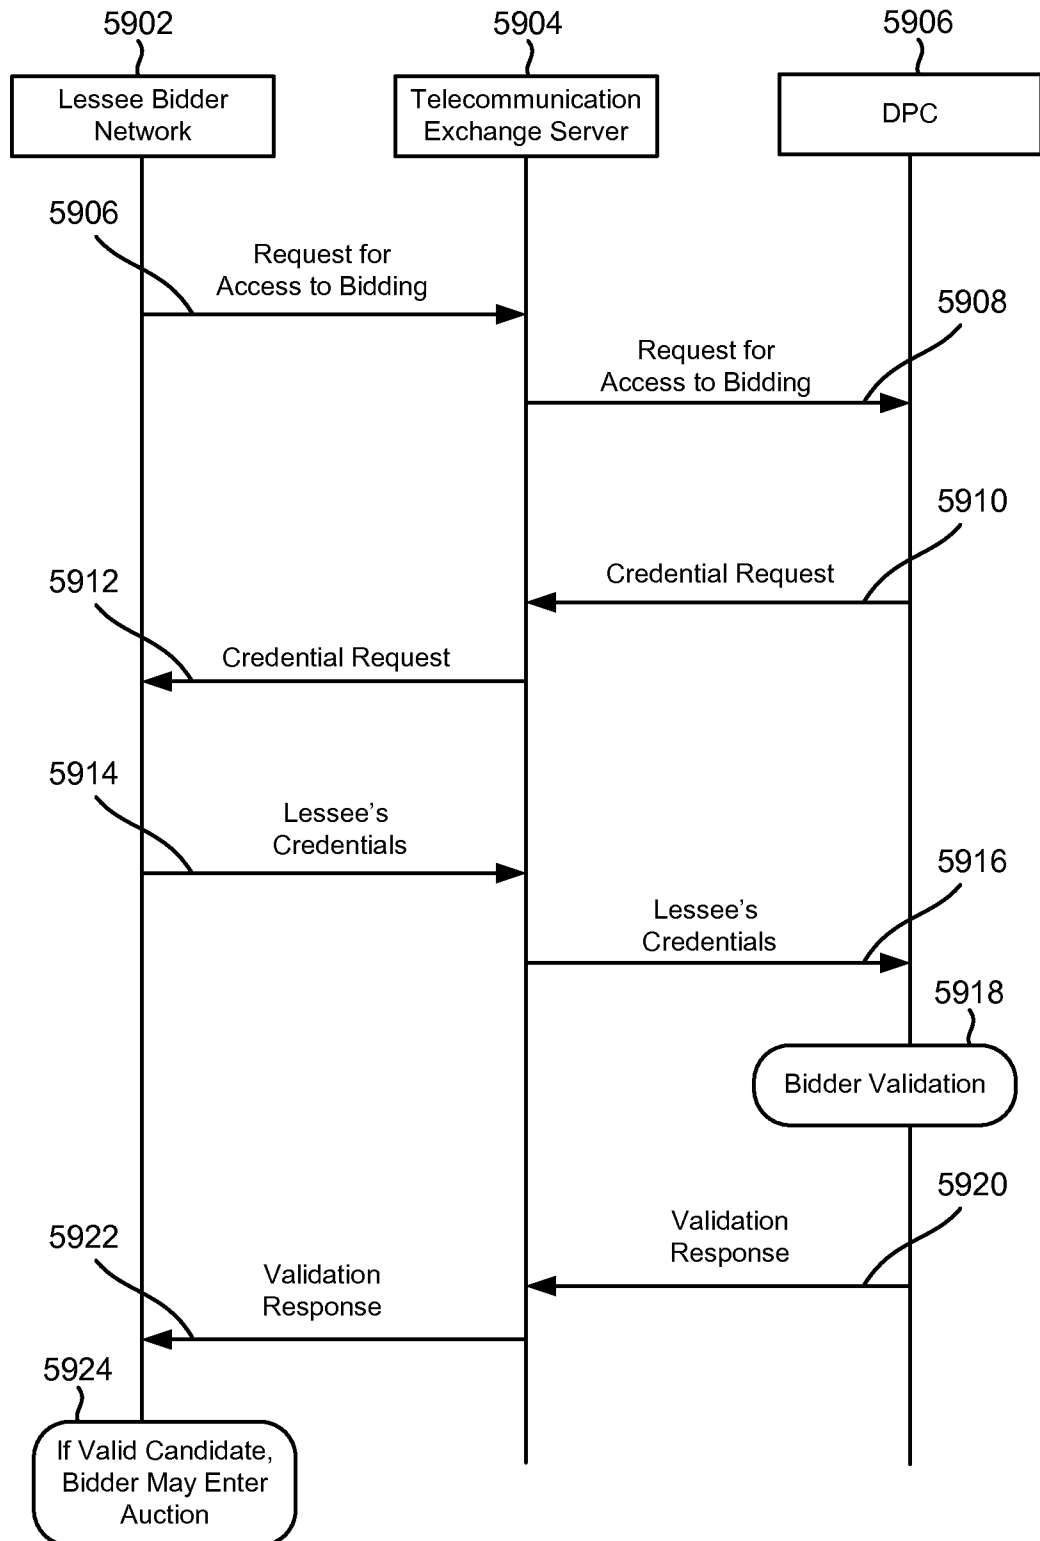 5902
5904
5906
Lessee Bidder
Network
Telecommunication
Exchange Server
DPC
5906
Request for
Access to Bidding
5908
Request for
Access to Bidding
5910
Credential Request
5912
Credential Request
5914
Lessee's
Credentials
5916
Lessee's
Credentials
5918
Bidder Validation
5920
Validation
Response
5922
Validation
Response
5924
If Valid Candidate,
Bidder May Enter
Auction